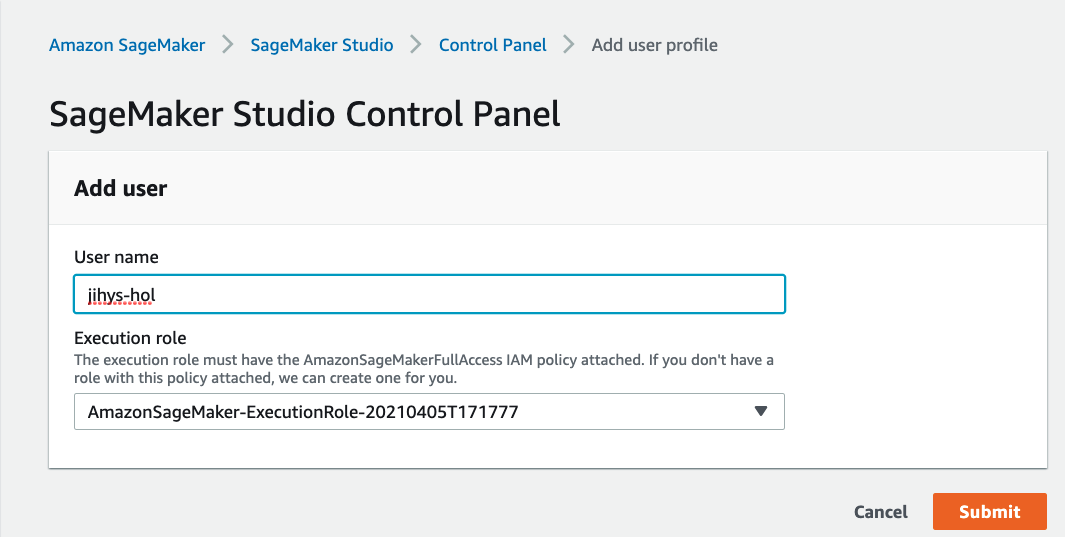 Amazon SageMaker > SageMaker Studio > Control Panel > Add user profile
SageMaker Studio Control Panel
Add user
User name
jihys-hol
Execution role
The execution role must have the AmazonSageMakerFullAccess IAM policy attached. If you don't have a
role with this policy attached, we can create one for you.
AmazonSageMaker-ExecutionRole-20210405T171777
Cancel Submit